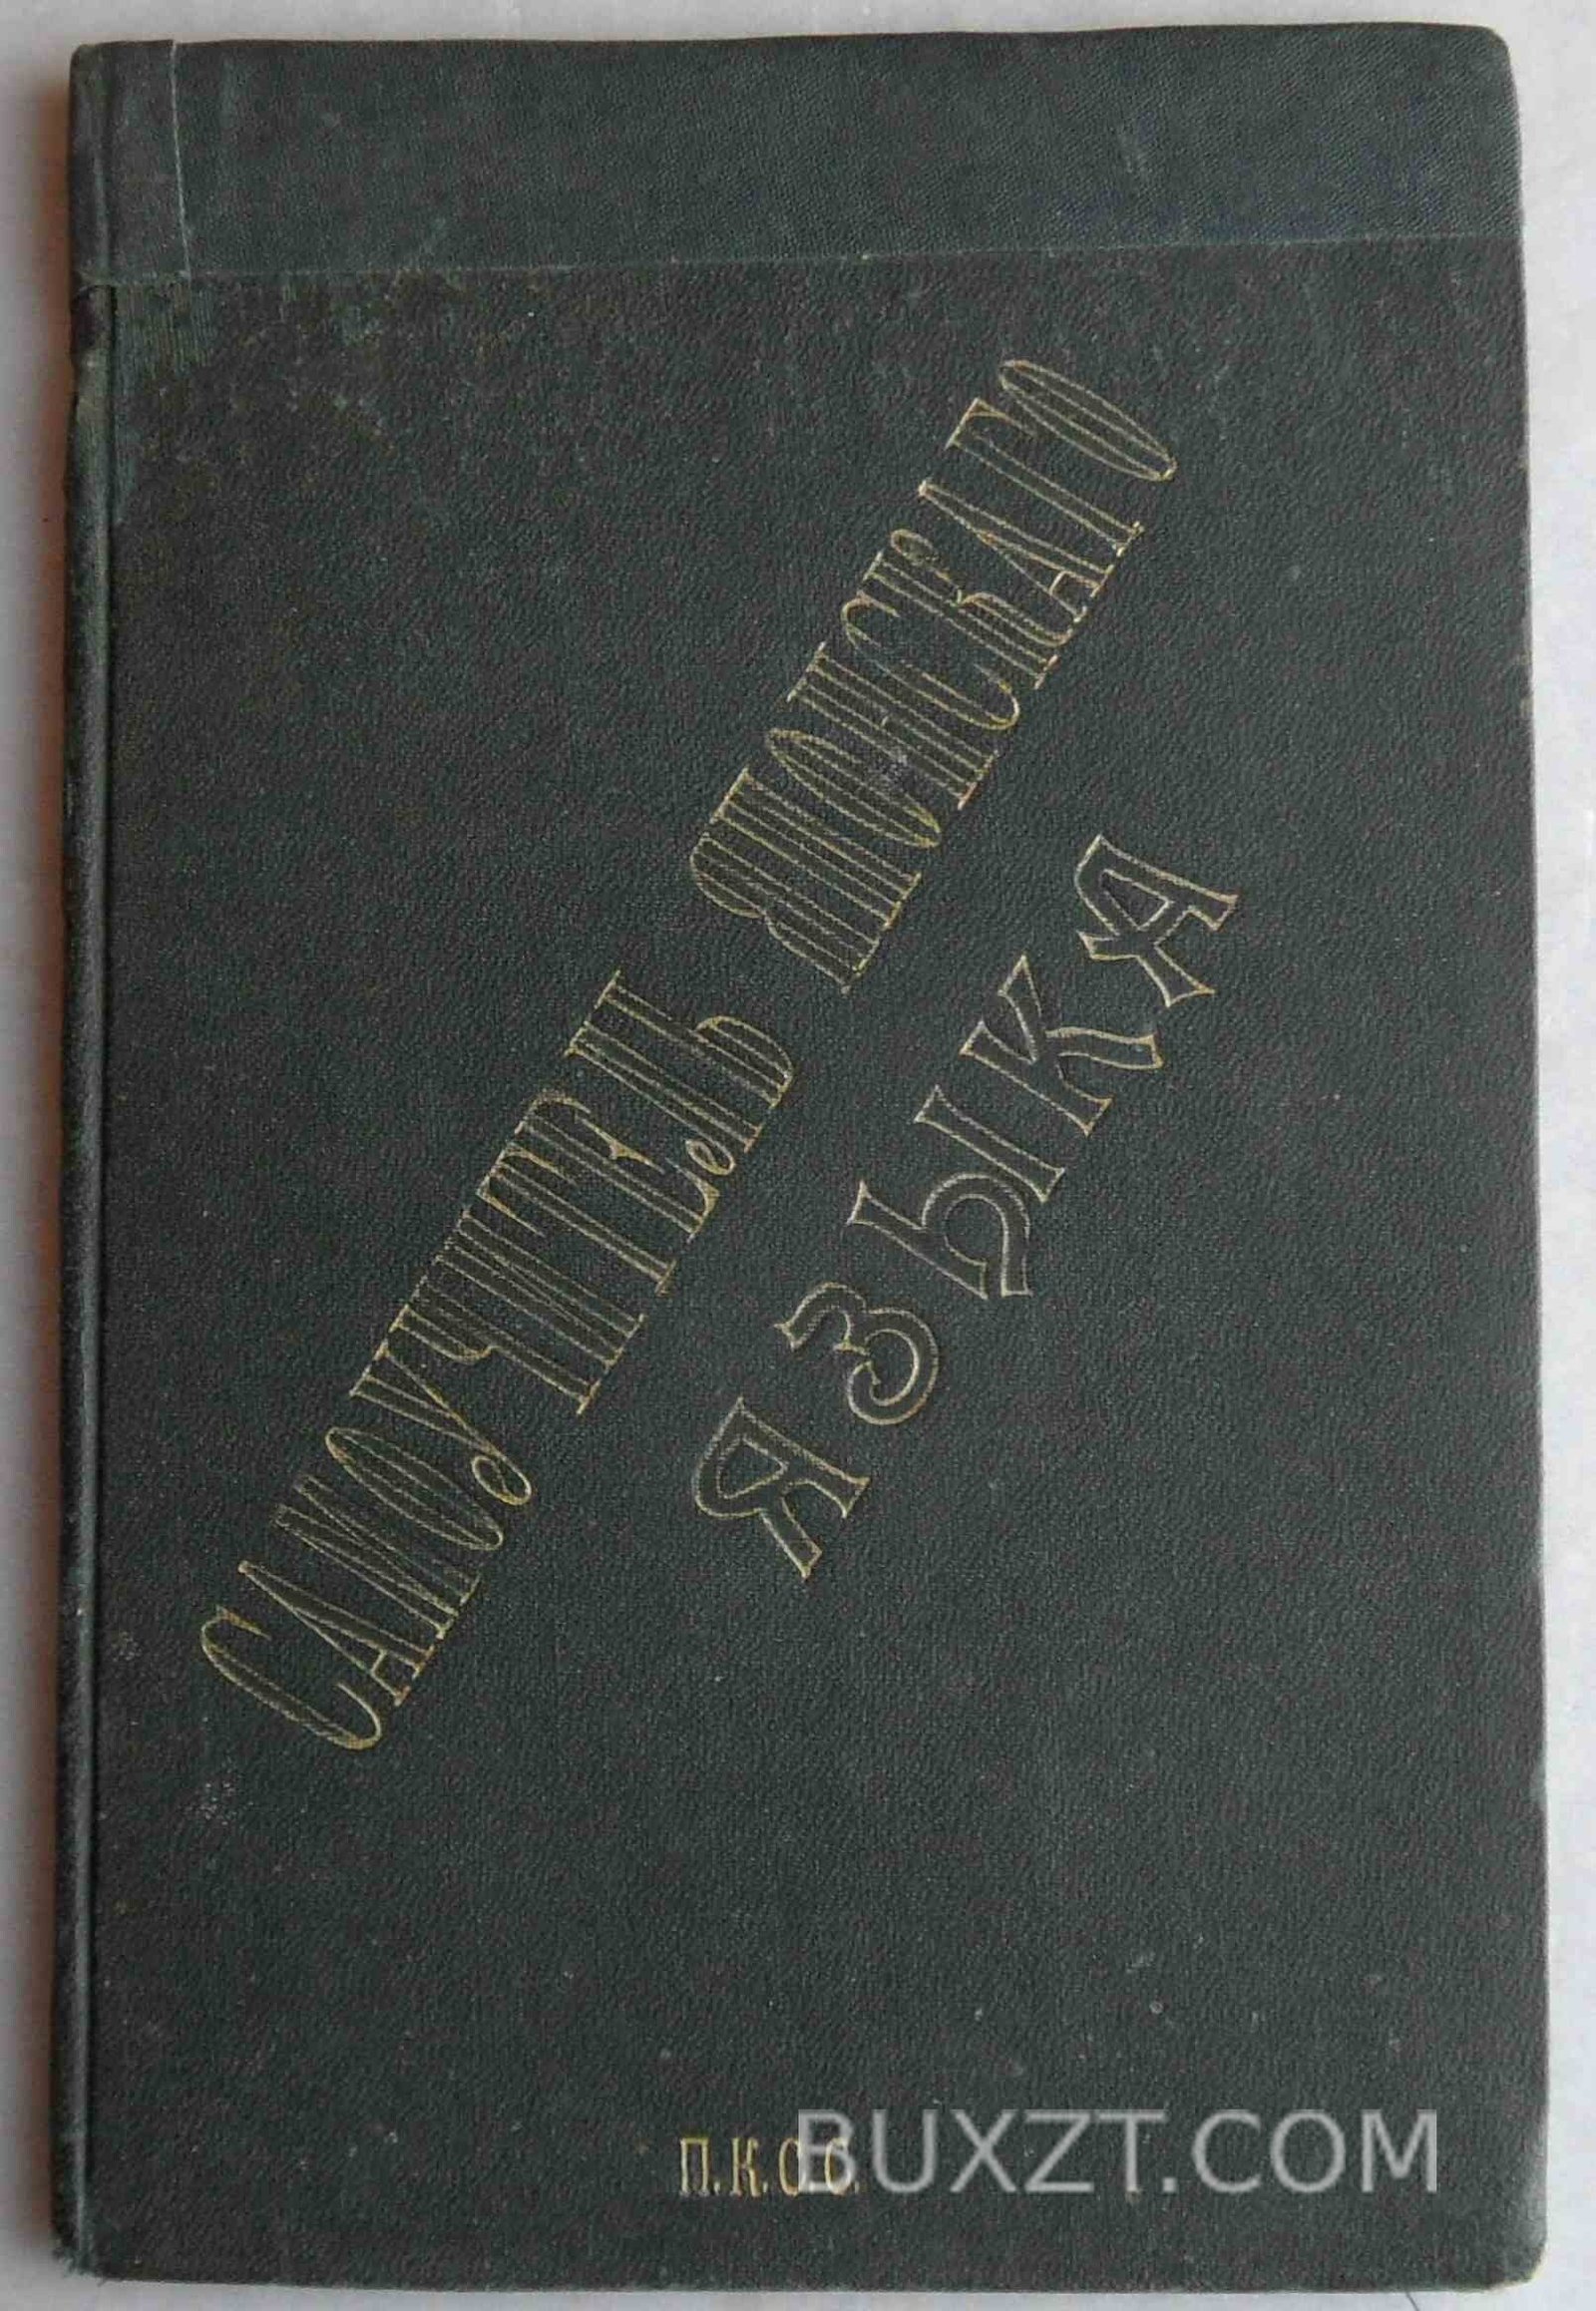 САМОУЧИТЕЛЬ ЯПОНСКАГО
ЯЗЫКА
П.К.О.С.
BUXZT.COM